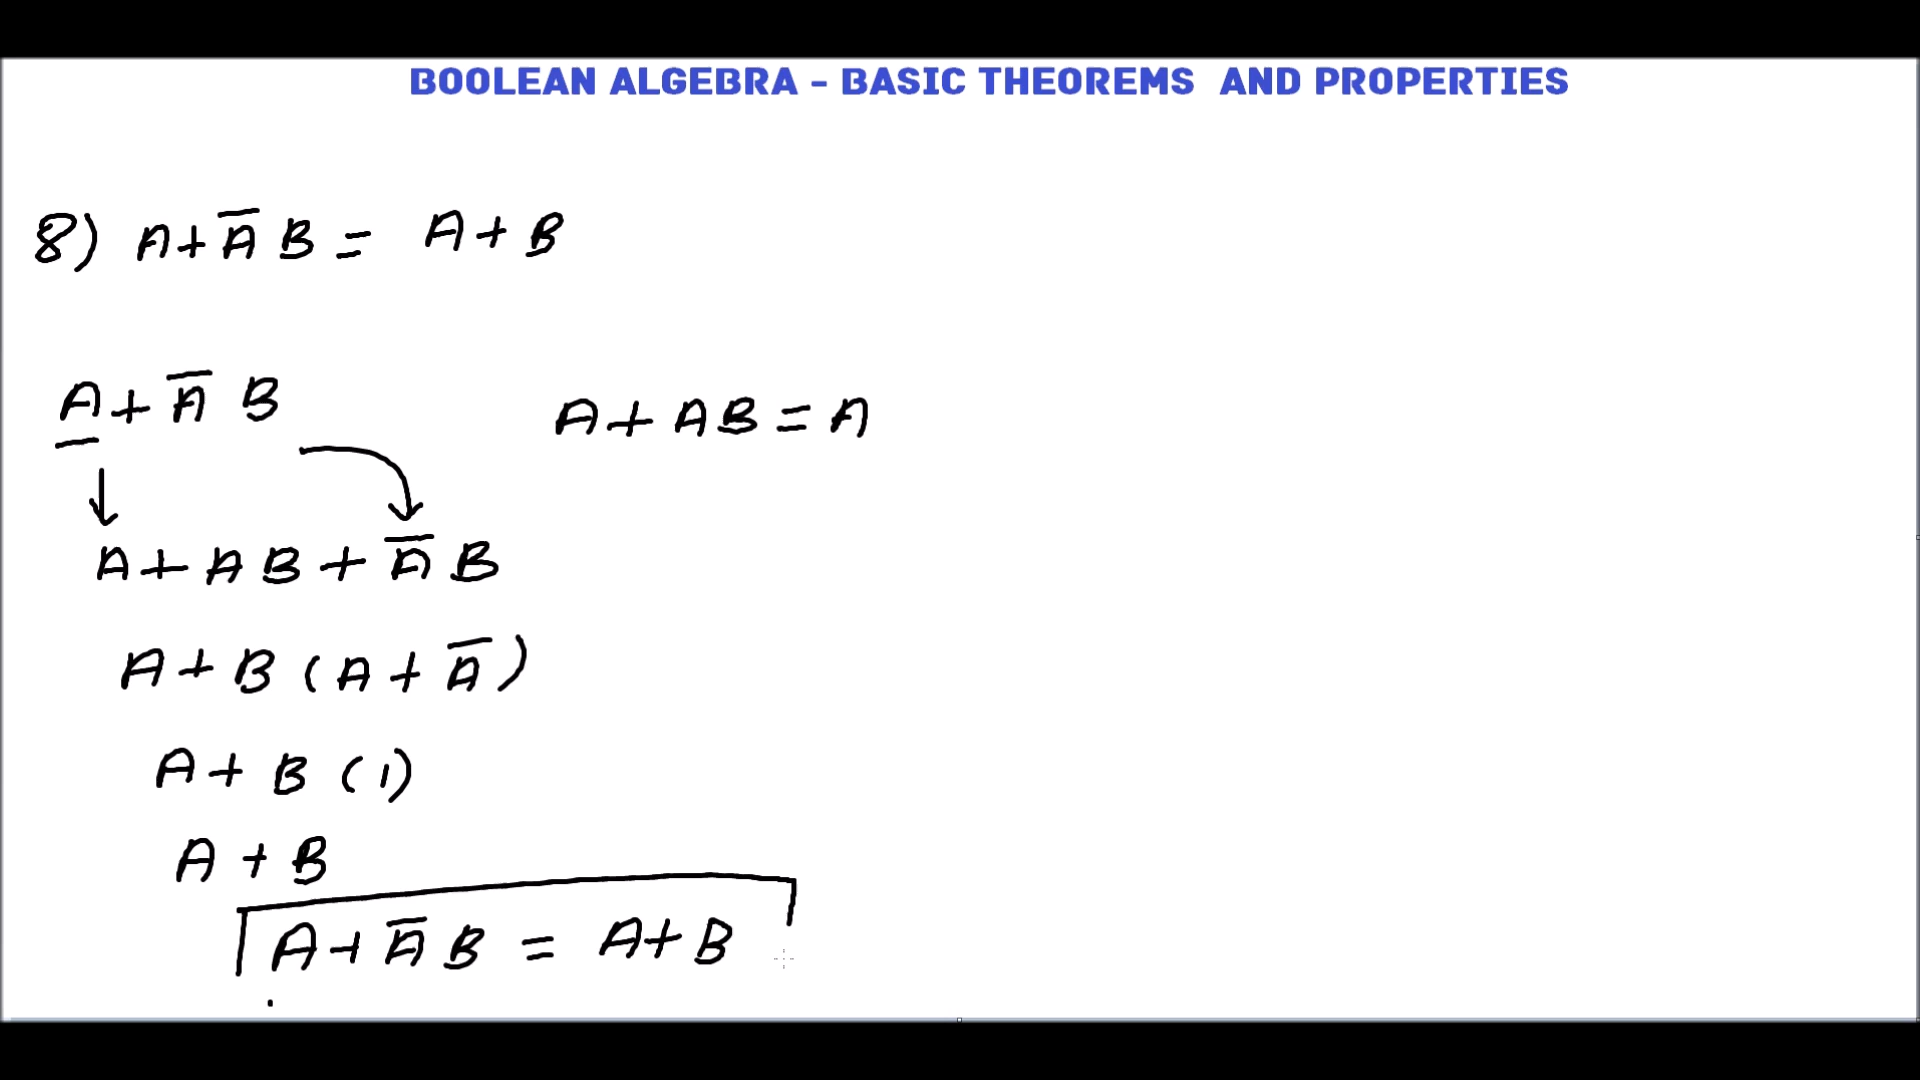 BOOLEAN ALGEBRA - BASIC THEOREMS AND PROPERTIES
8) A + A̅ B = A + B
A + A̅ B
A + AB = A
A + AB + A̅ B
A + B (A + A̅)
A + B (1)
A + B
A + A̅ B = A + B